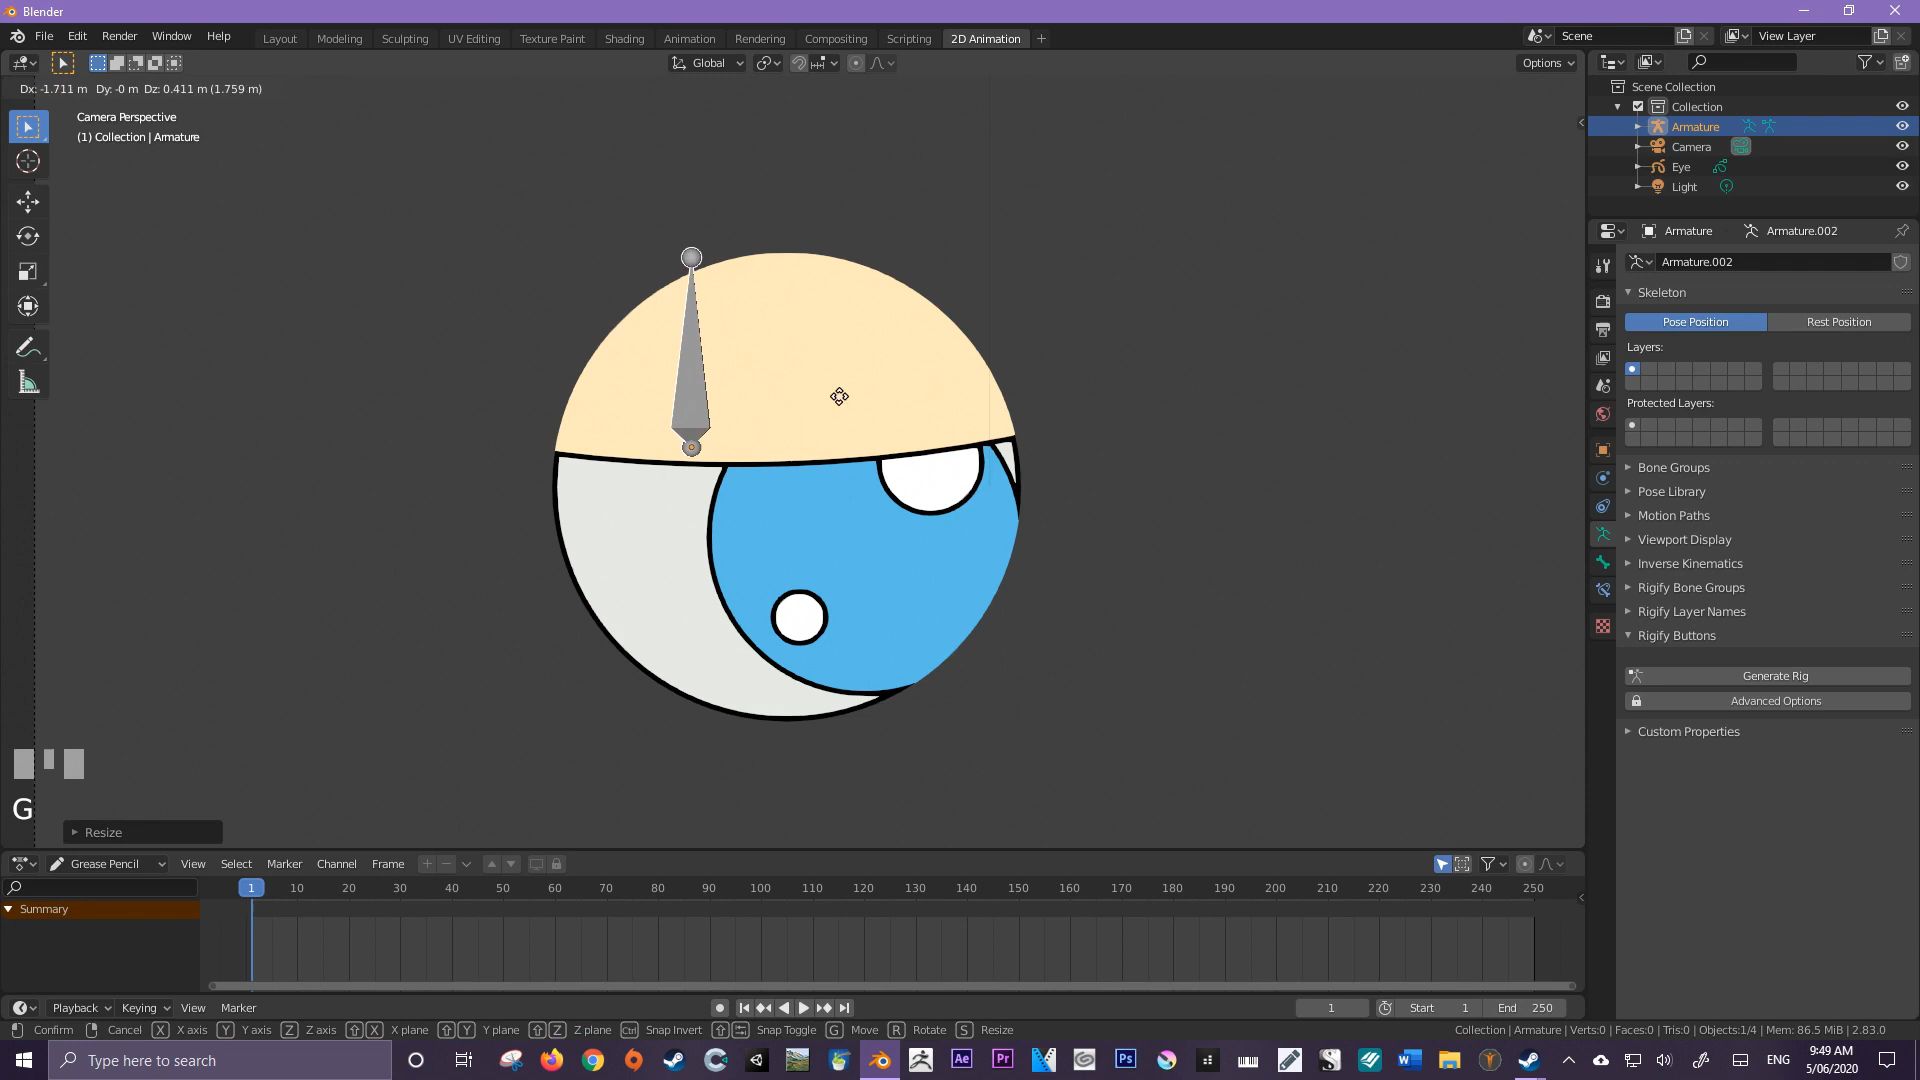 Blender
File Edit Render Window Help
Layout Modeling Sculpting UV Editing Texture Paint Shading Animation Rendering Compositing Scripting 2D Animation +
Scene View Layer
Global Options
Dx: -1.711 m Dy: -0 m Dz: 0.411 m (1.759 m)
Camera Perspective
(1) Collection | Armature
Scene Collection
Collection
Armature
Camera
Eye
Light
Armature Armature.002
Armature.002
Skeleton
Pose Position Rest Position
Layers:
Protected Layers:
Bone Groups
Pose Library
Motion Paths
Viewport Display
Inverse Kinematics
Rigify Bone Groups
Rigify Layer Names
Rigify Buttons
Generate Rig
Advanced Options
Custom Properties
G
Resize
Grease Pencil View Select Marker Channel Frame
1 10 20 30 40 50 60 70 80 90 100 110 120 130 140 150 160 170 180 190 200 210 220 230 240 250
Summary
Playback Keying View Marker 1 Start 1 End 250
Confirm Cancel X X axis Y Y axis Z Z axis X X plane Y Y plane Z Z plane Ctrl Snap Invert Snap Toggle G Move R Rotate S Resize Collection | Armature | Verts:0 | Faces:0 | Tris:0 | Objects:1/4 | Mem: 86.5 MiB | 2.83.0
Type here to search Ae Pr Ps ENG 9:49 AM
5/06/2020